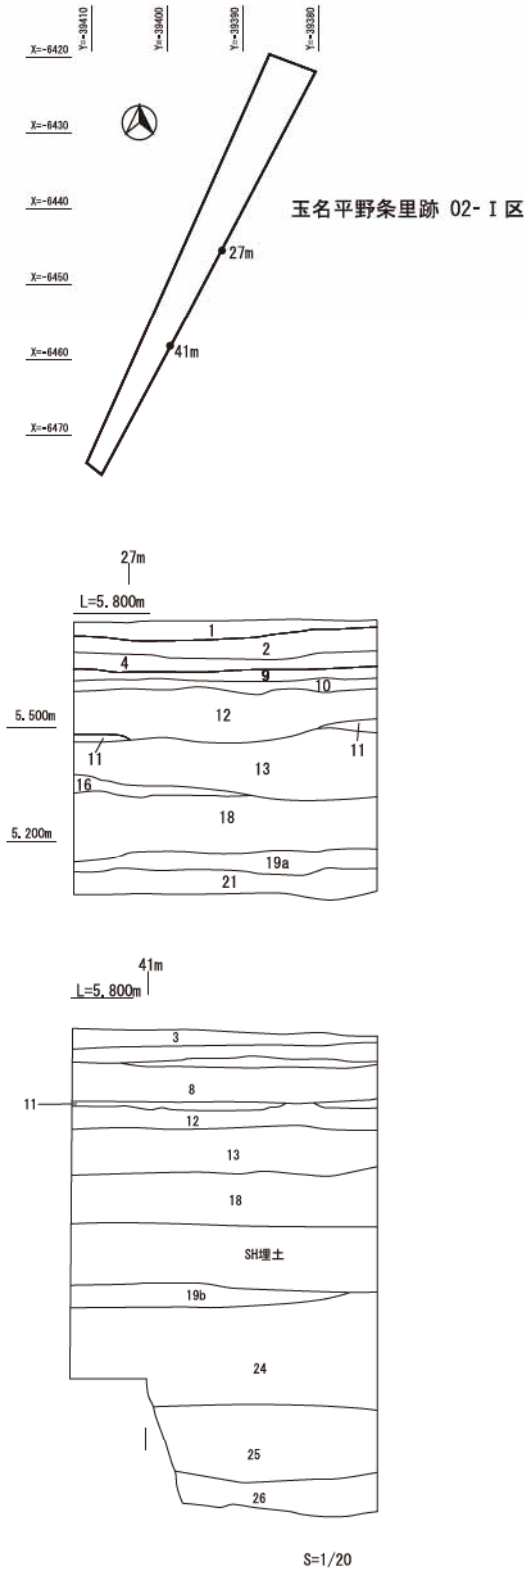 Y=-39410
Y=-39400
Y=-39390
Y=-39380
X=-6420
X=-6430
X=-6440
X=-6450
X=-6460
X=-6470
玉名平野条里跡 02-Ⅰ区
27m
41m
27m
L=5.800m
1
2
4
9
10
12
5.500m
11
11
13
16
18
5.200m
19a
21
41m
L=5.800m
3
8
11
12
13
18
SH埋土
19b
24
25
26
S=1/20